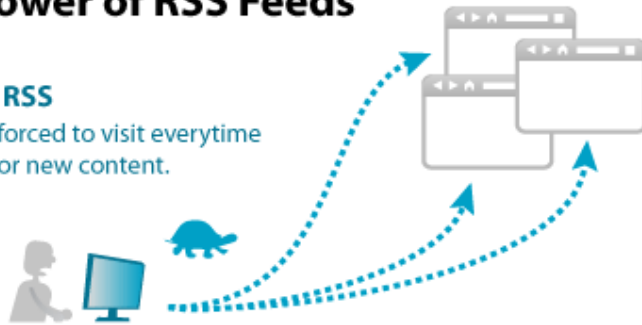 ower of RSS Feeds
RSS
forced to visit everytime
or new content.